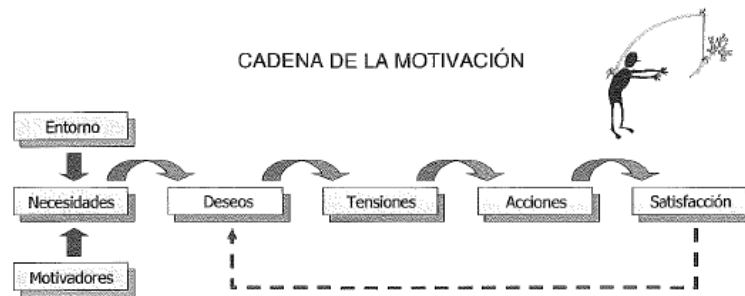 CADENA DE LA MOTIVACIÓN
Entorno
Necesidades
Deseos
Tensiones
Acciones
Satisfacción
Motivadores